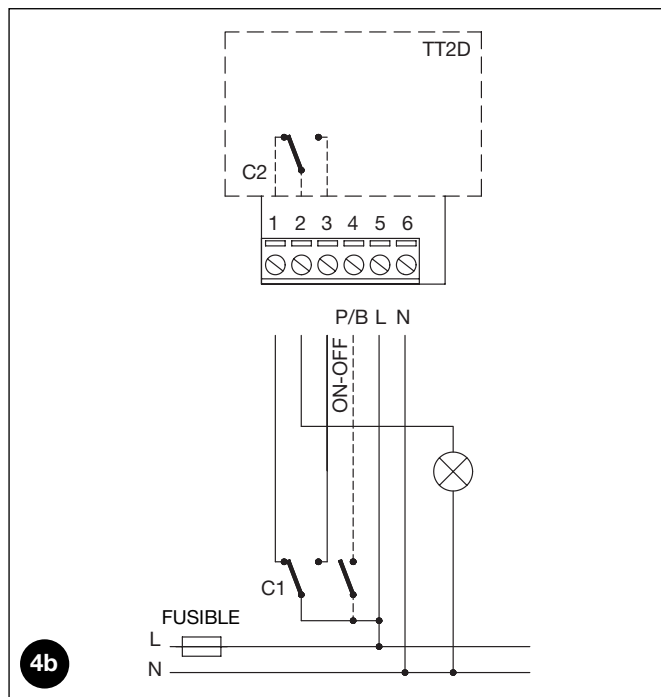 TT2D
C2
1 2 3 4 5 6
P/B L N
ON-OFF
C1
FUSIBLE
L
N
4b